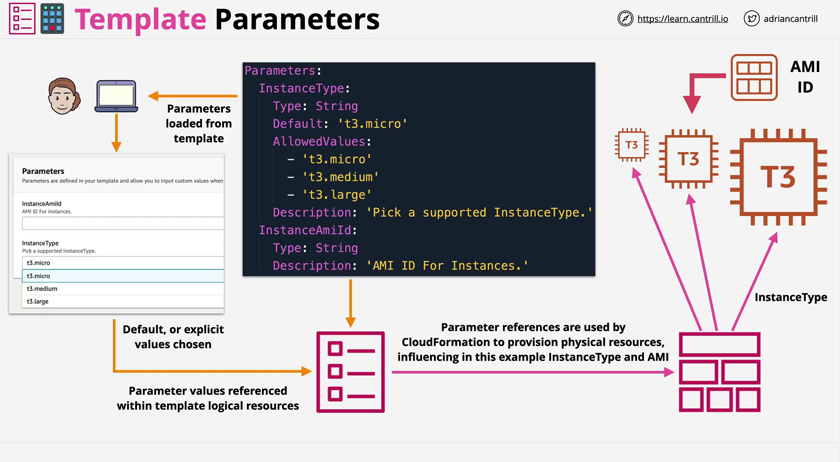 Template Parameters
https://learn.cantrill.io
adriancantrill
Parameters:
InstanceType:
Type: String
Default: 't3.micro'
AllowedValues:
- 't3.micro'
- 't3.medium'
- 't3.large'
Description: 'Pick a supported InstanceType.'
InstanceAmiId:
Type: String
Description: 'AMI ID For Instances.'
Parameters
loaded from
template
Parameters
Parameters are defined in your template and allow you to input custom values when
InstanceAmiId
AMI ID For Instances.
InstanceType
Pick a supported InstanceType.
t3.micro
t3.micro
t3.medium
t3.large
Default, or explicit
values chosen
Parameter values referenced
within template logical resources
Parameter references are used by
CloudFormation to provision physical resources,
influencing in this example InstanceType and AMI
AMI
ID
T3
T3
T3
InstanceType